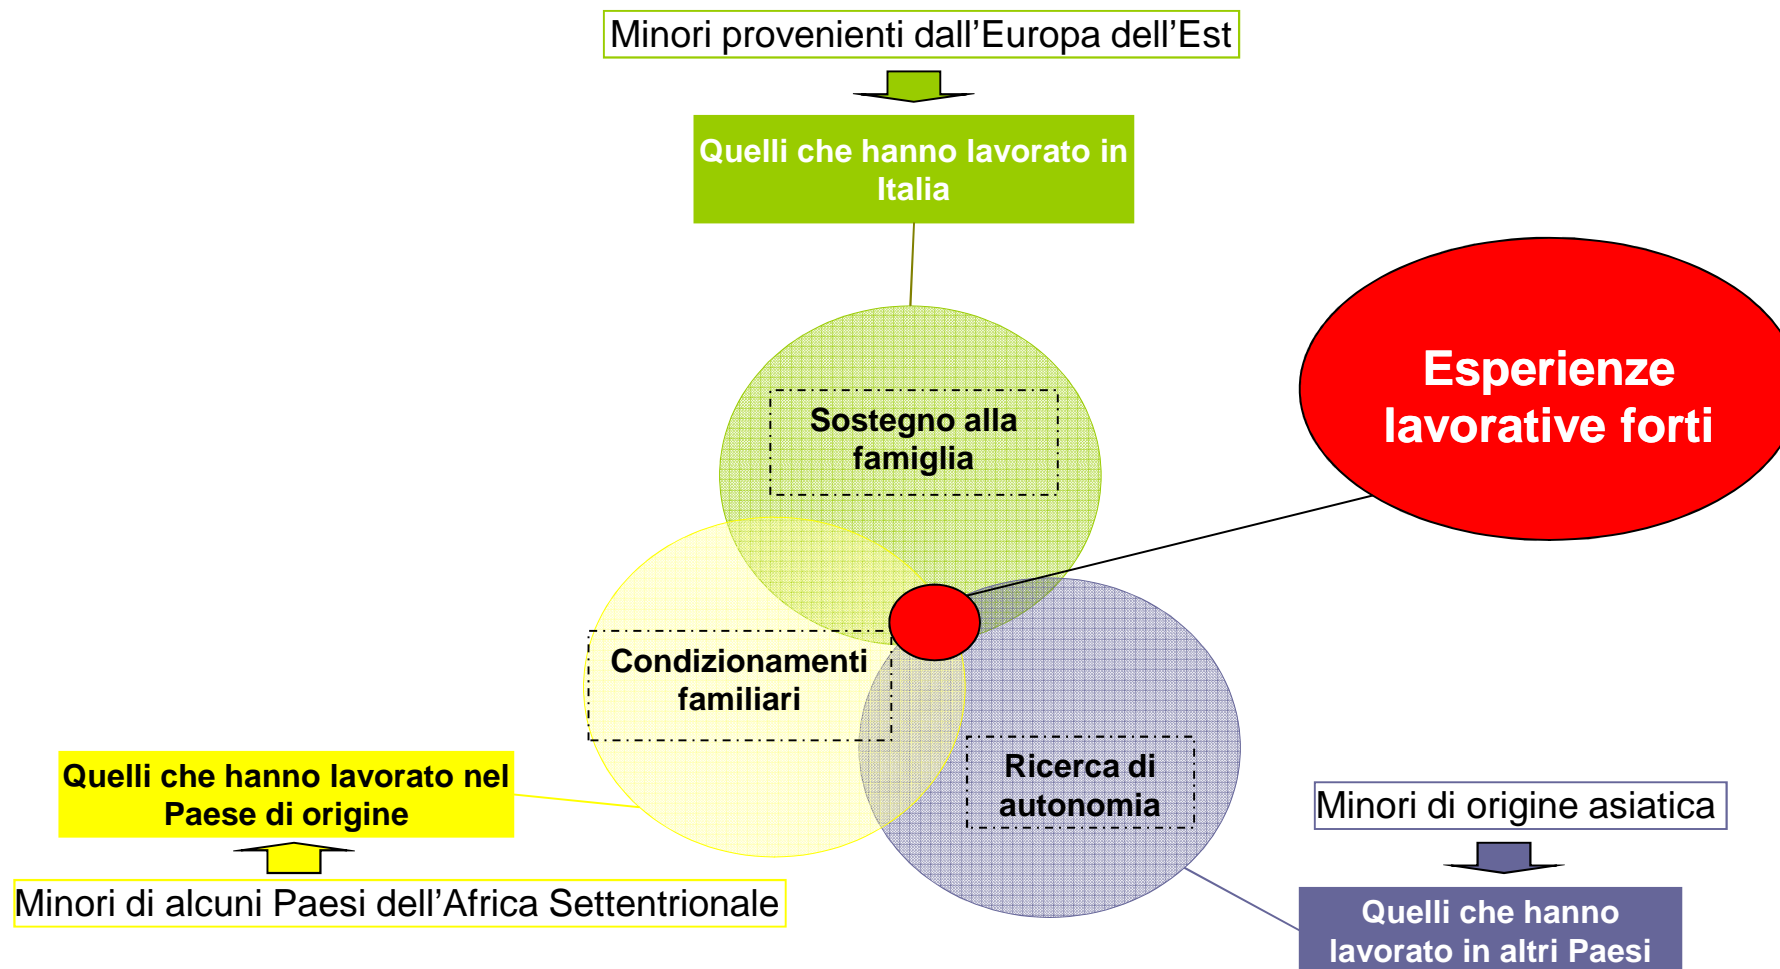 Minori provenienti dall’Europa dell’Est
Quelli che hanno lavorato in
Italia
Esperienze
lavorative forti
Sostegno alla
famiglia
Condizionamenti
familiari
Ricerca di
autonomia
Quelli che hanno lavorato nel
Paese di origine
Minori di alcuni Paesi dell’Africa Settentrionale
Minori di origine asiatica
Quelli che hanno
lavorato in altri Paesi